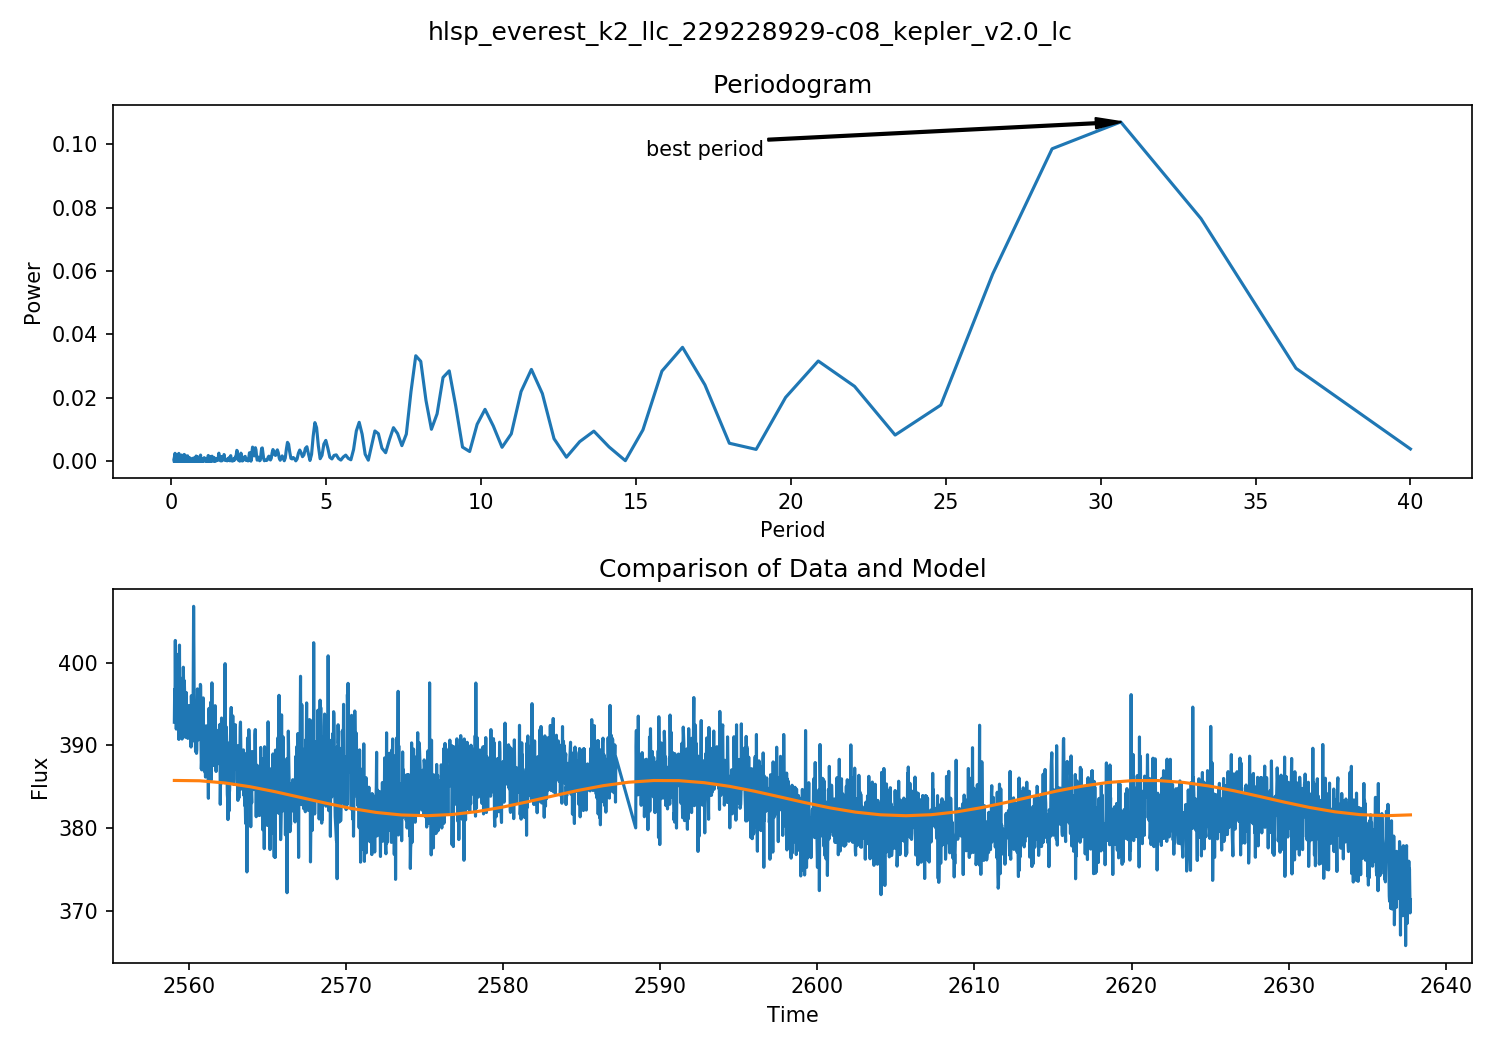 hlsp_everest_k2_llc_229228929-c08_kepler_v2.0_lc
Periodogram
0.10
0.08
0.06
0.04
0.02
0.00
Power
best period
0 5 10 15 20 25 30 35 40
Period
Comparison of Data and Model
400
390
380
370
Flux
2560 2570 2580 2590 2600 2610 2620 2630 2640
Time